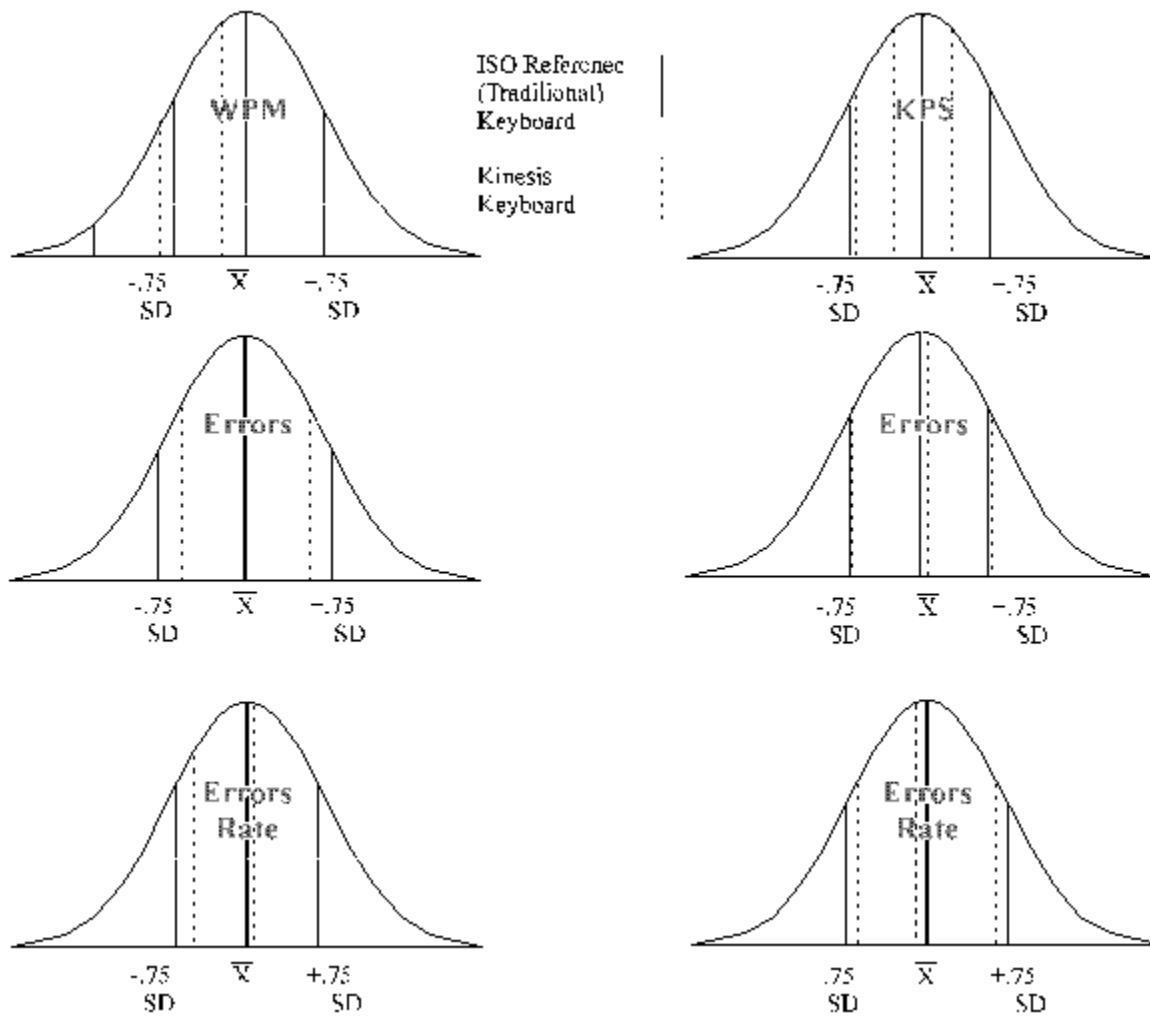 WPM
ISO Reference
(Traditional)
Keyboard
Kinesis
Keyboard
KPS
-.75
SD
X
+.75
SD
-.75
SD
X
+.75
SD
Errors
Errors
-.75
SD
X
+.75
SD
-.75
SD
X
+.75
SD
Errors
Rate
Errors
Rate
-.75
SD
X
+.75
SD
.75
SD
X
+.75
SD